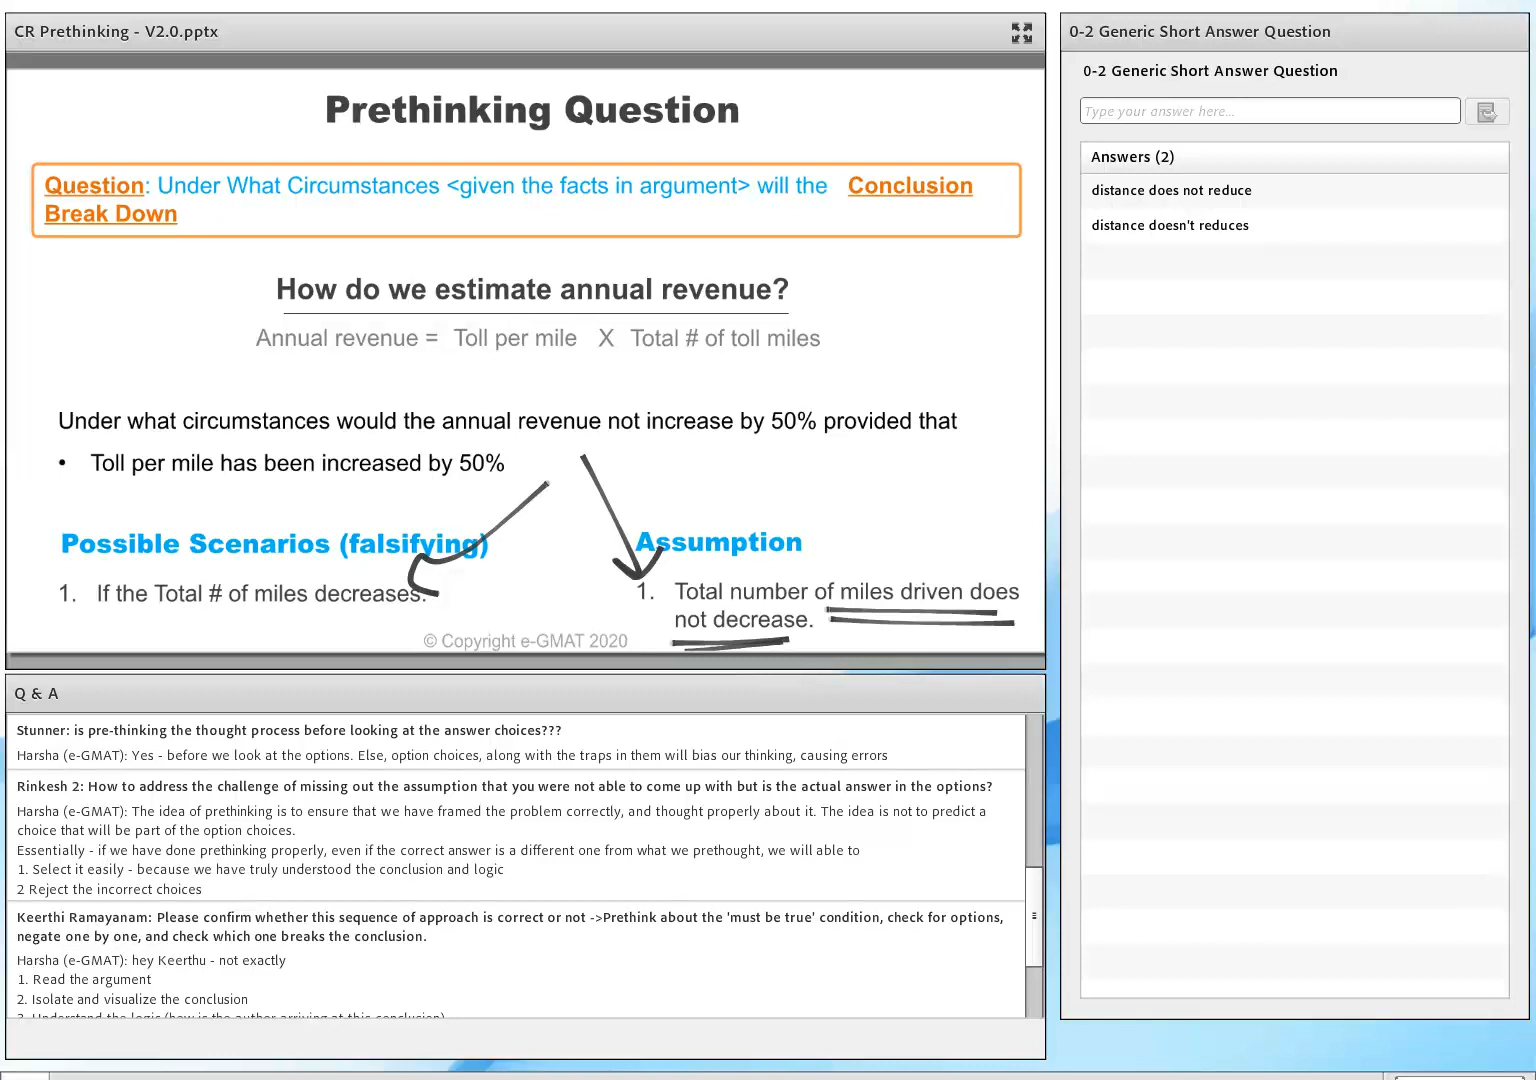 CR Prethinking - V2.0.pptx
Prethinking Question
Question: Under What Circumstances <given the facts in argument> will the Conclusion
Break Down
How do we estimate annual revenue?
Annual revenue = Toll per mile X Total # of toll miles
Under what circumstances would the annual revenue not increase by 50% provided that
• Toll per mile has been increased by 50%
Possible Scenarios (falsifying)
1. If the Total # of miles decreases.
Assumption
1. Total number of miles driven does
not decrease.
© Copyright e-GMAT 2020
Q & A
Stunner: is pre-thinking the thought process before looking at the answer choices???
Harsha (e-GMAT): Yes - before we look at the options. Else, option choices, along with the traps in them will bias our thinking, causing errors
Rinkesh 2: How to address the challenge of missing out the assumption that you were not able to come up with but is the actual answer in the options?
Harsha (e-GMAT): The idea of prethinking is to ensure that we have framed the problem correctly, and thought properly about it. The idea is not to predict a
choice that will be part of the option choices.
Essentially - if we have done prethinking properly, even if the correct answer is a different one from what we prethought, we will able to
1. Select it easily - because we have truly understood the conclusion and logic
2 Reject the incorrect choices
Keerthi Ramayanam: Please confirm whether this sequence of approach is correct or not ->Prethink about the 'must be true' condition, check for options,
negate one by one, and check which one breaks the conclusion.
Harsha (e-GMAT): hey Keerthu - not exactly
1. Read the argument
2. Isolate and visualize the conclusion
3. Understand the logic (how is the author arriving at this conclusion)
0-2 Generic Short Answer Question
0-2 Generic Short Answer Question
Type your answer here...
Answers (2)
distance does not reduce
distance doesn't reduces